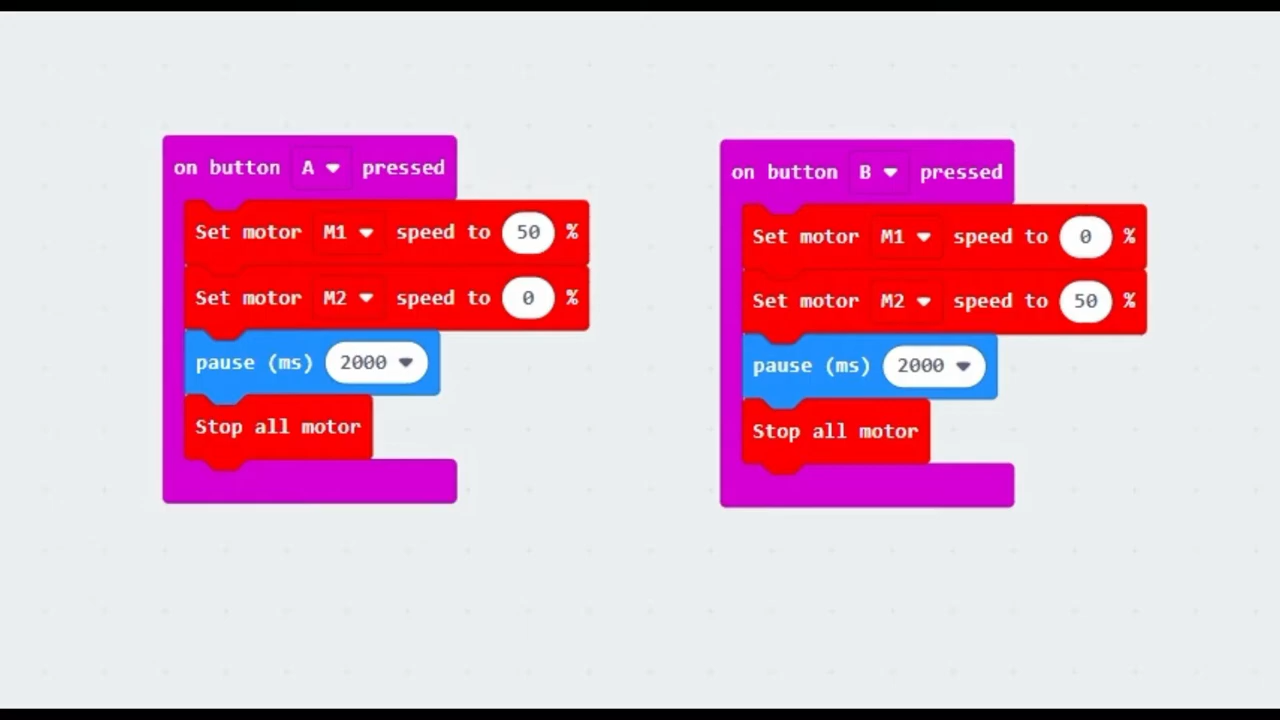 on button A pressed
Set motor M1 speed to 50 %
Set motor M2 speed to 0 %
pause (ms) 2000
Stop all motor
on button B pressed
Set motor M1 speed to 0 %
Set motor M2 speed to 50 %
pause (ms) 2000
Stop all motor